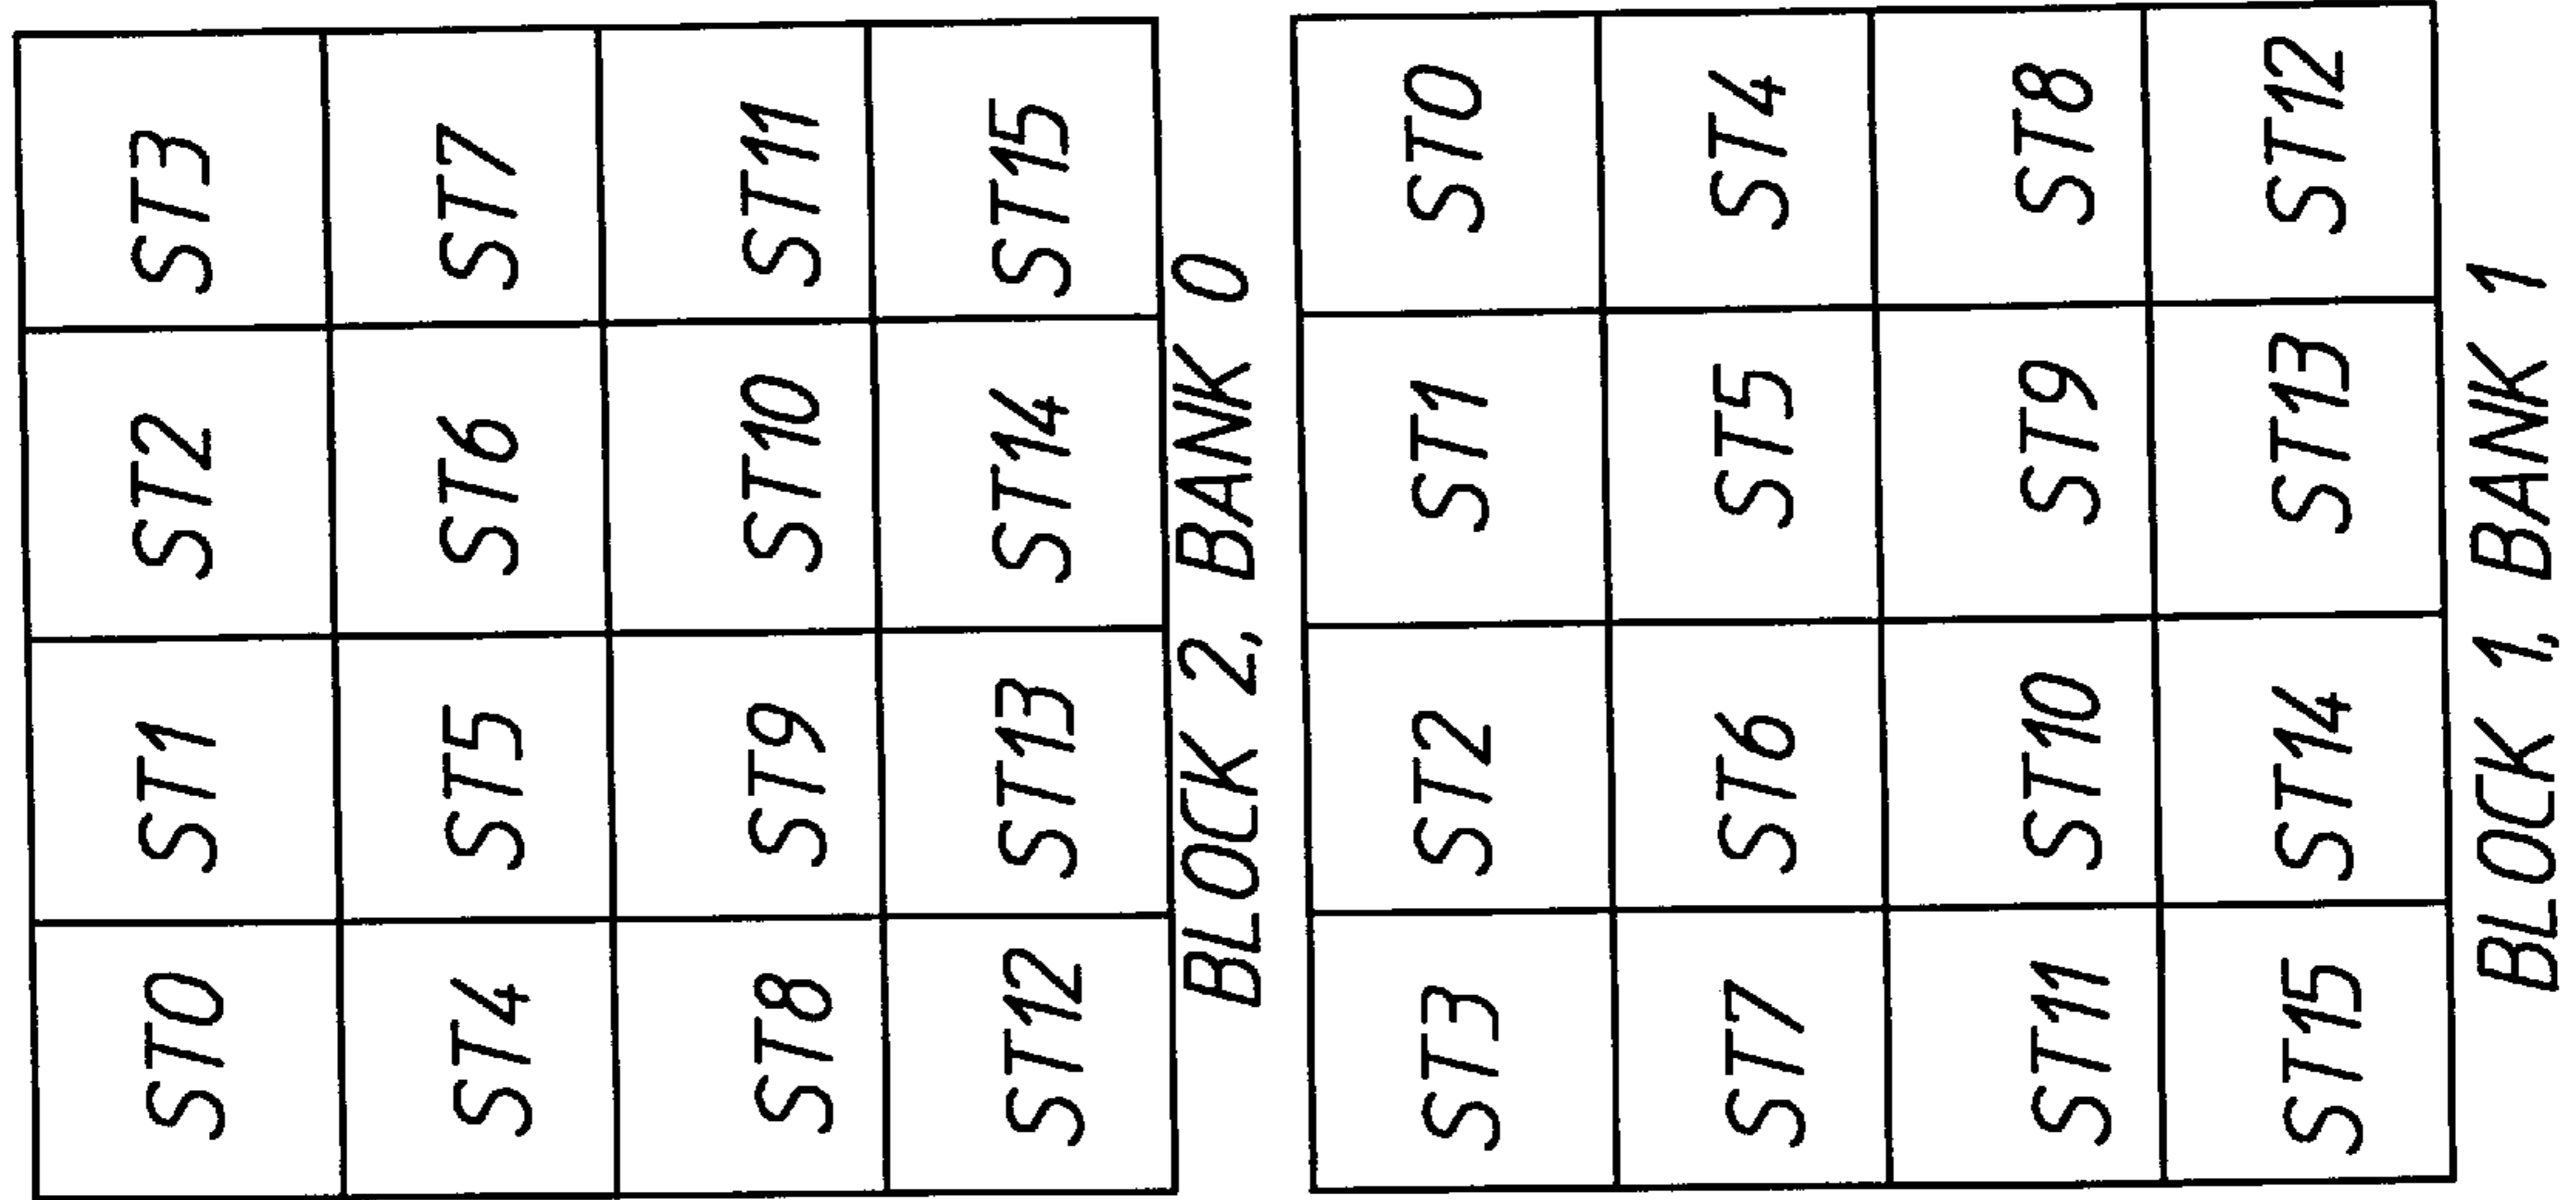 ST0 ST1 ST2 ST3
ST4 ST5 ST6 ST7
ST8 ST9 ST10 ST11
ST12 ST13 ST14 ST15
BLOCK 2, BANK 0
ST3 ST2 ST1 ST0
ST7 ST6 ST5 ST4
ST11 ST10 ST9 ST8
ST15 ST14 ST13 ST12
BLOCK 1, BANK 1